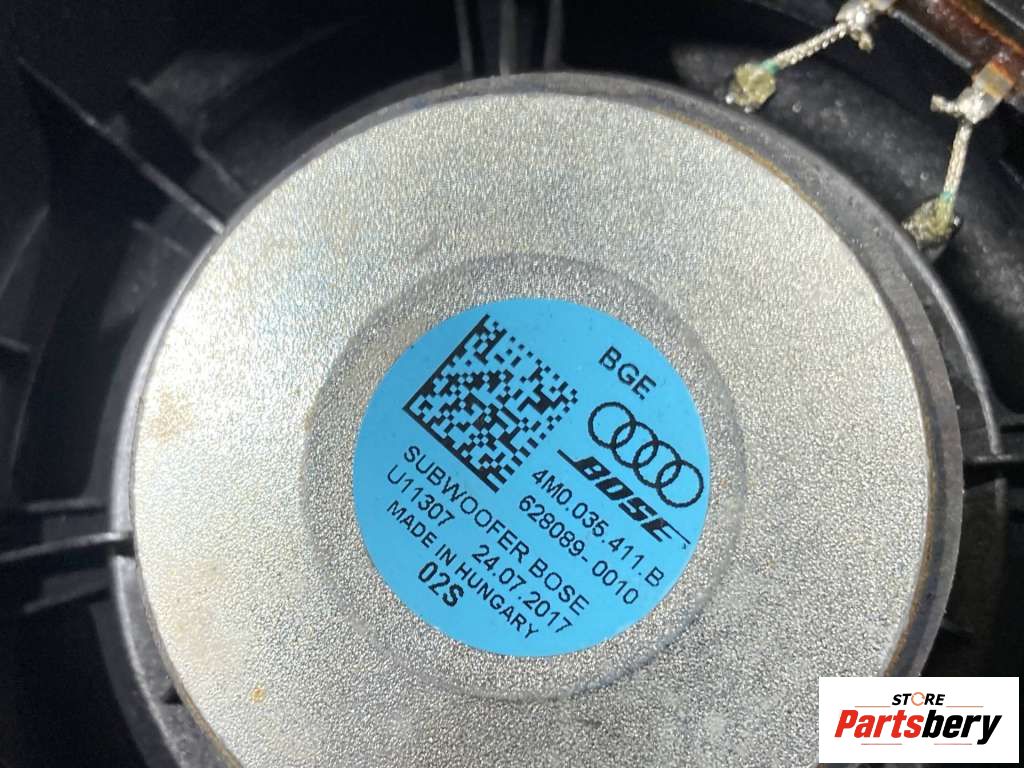 BGE
BOSE
4M0.035.411.B
628089-0010
SUBWOOFER BOSE
U11307 24.07.2017
MADE IN HUNGARY
02S
STORE
Partsbery